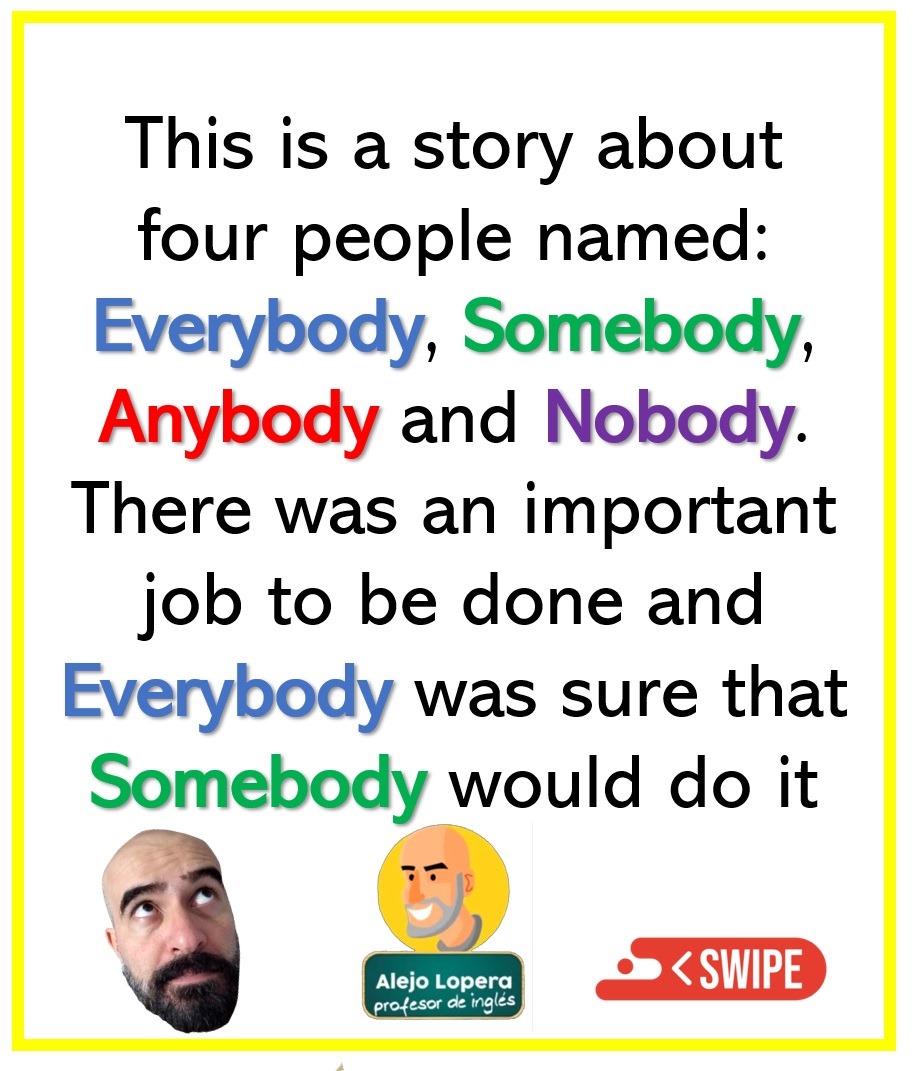 This is a story about
four people named:
Everybody, Somebody,
Anybody and Nobody.
There was an important
job to be done and
Everybody was sure that
Somebody would do it
Alejo Lopera
profesor de inglés
< SWIPE